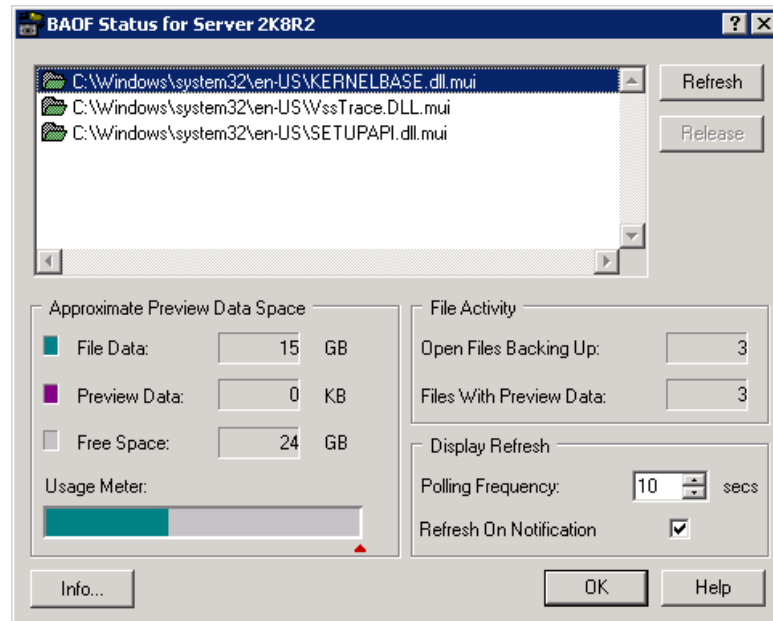 BAOF Status for Server 2K8R2
C:\Windows\system32\en-US\KERNELBASE.dll.mui
C:\Windows\system32\en-US\VssTrace.DLL.mui
C:\Windows\system32\en-US\SETUPAPI.dll.mui
Refresh
Release
Approximate Preview Data Space
File Data: 15 GB
Preview Data: 0 KB
Free Space: 24 GB
Usage Meter:
File Activity
Open Files Backing Up: 3
Files With Preview Data: 3
Display Refresh
Polling Frequency: 10 secs
Refresh On Notification
Info...
OK
Help